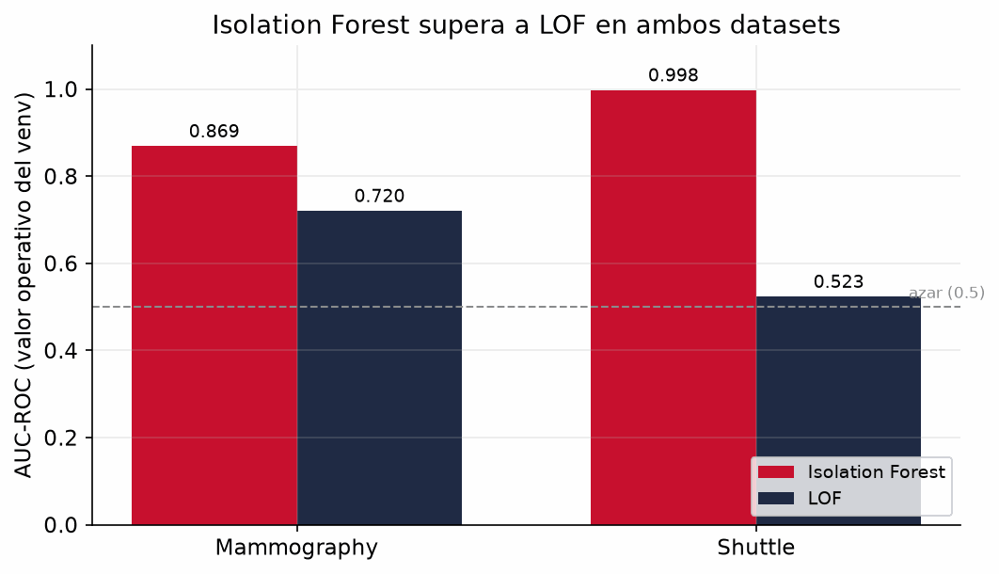 Isolation Forest supera a LOF en ambos datasets
AUC-ROC (valor operativo del venv)
1.0
0.8
0.6
0.4
0.2
0.0
0.869
0.720
0.998
0.523
azar (0.5)
Isolation Forest
LOF
Mammography
Shuttle